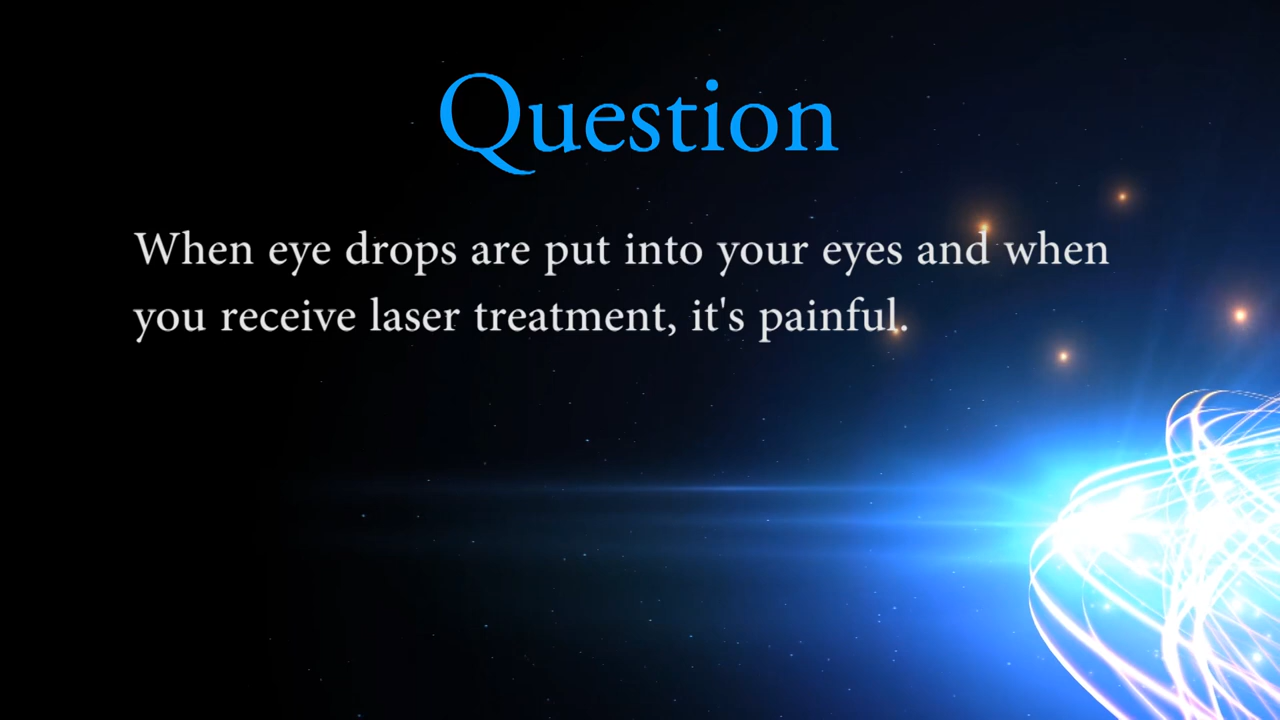 Question
When eye drops are put into your eyes and when
you receive laser treatment, it's painful.